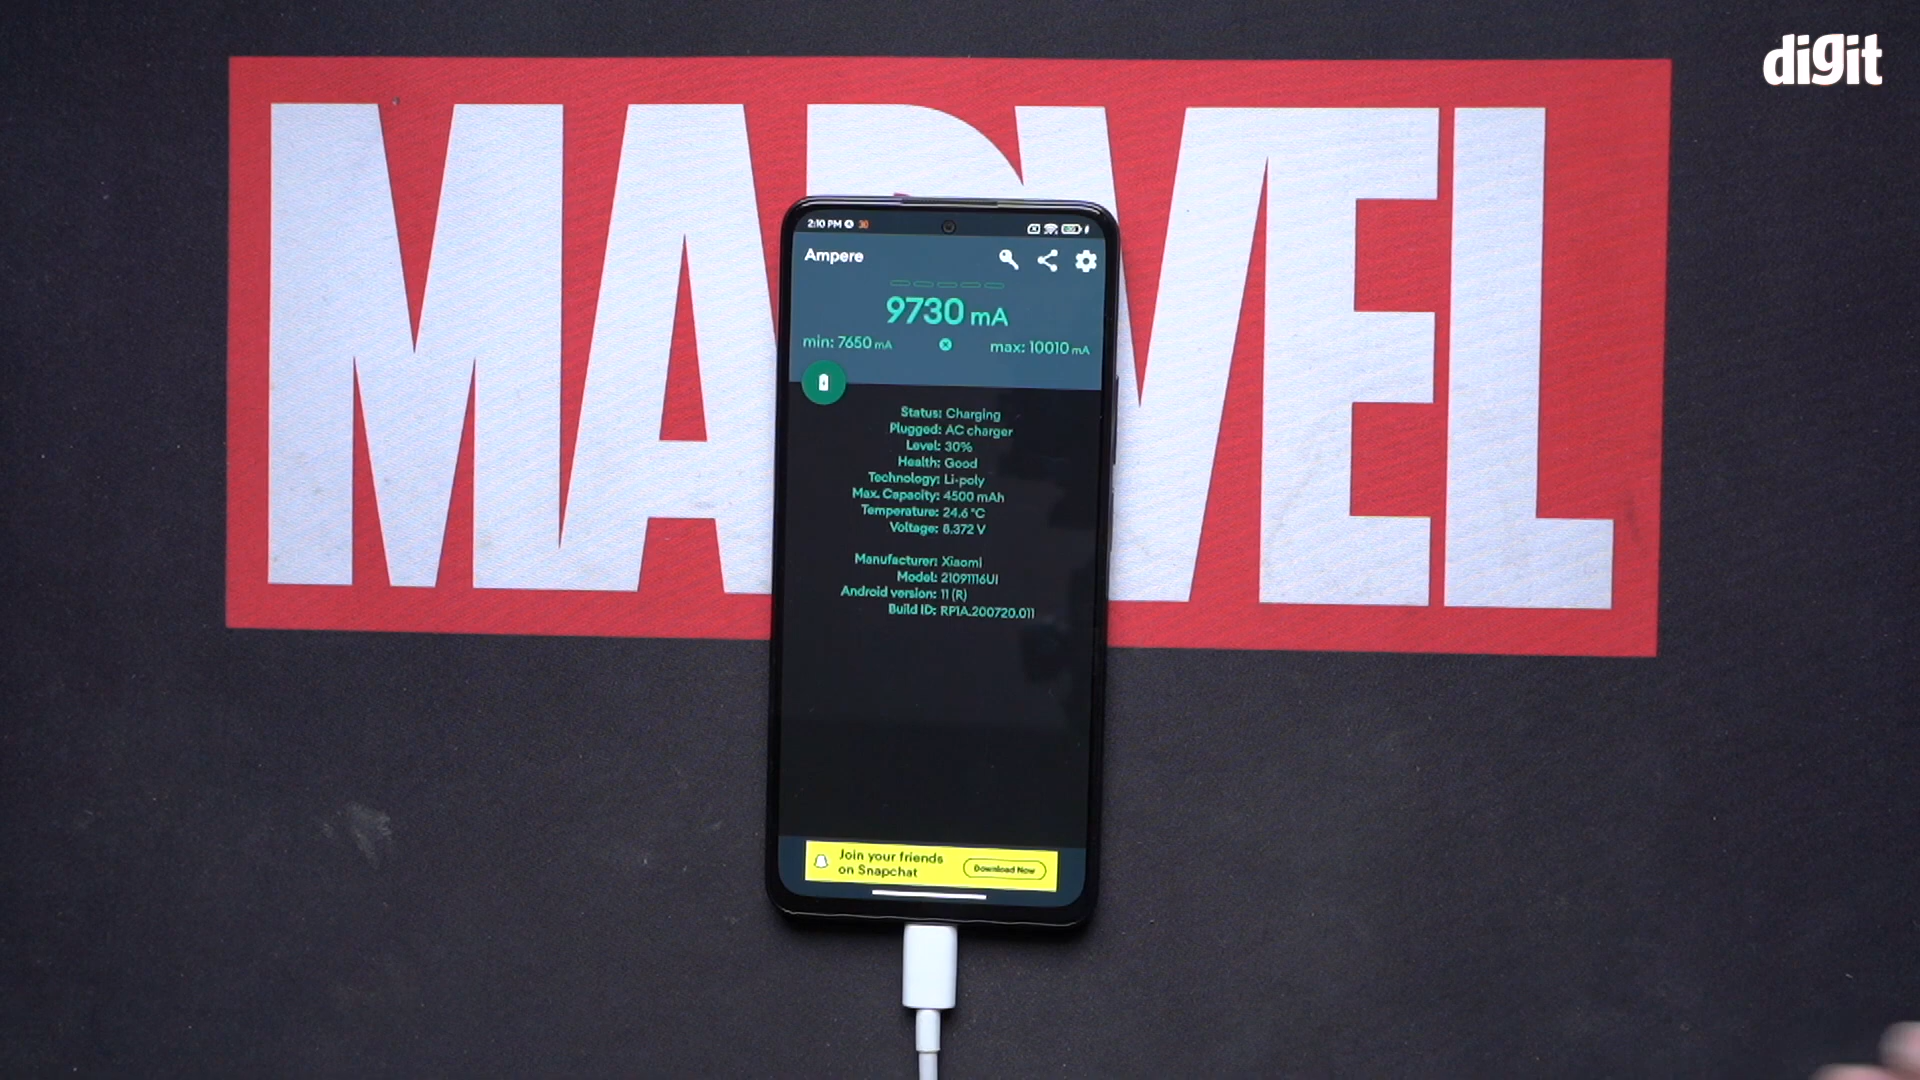 digit
MARVEL
2:10 PM 30
Ampere
9730 mA
min: 7650 mA max: 10010 mA
Status: Charging
Plugged: AC charger
Level: 30%
Health: Good
Technology: Li-poly
Max. Capacity: 4500 mAh
Temperature: 24.6 °C
Voltage: 8.372 V
Manufacturer: Xiaomi
Model: 21091116UI
Android version: 11 (R)
Build ID: RP1A.200720.011
Join your friends
on Snapchat
Download Now